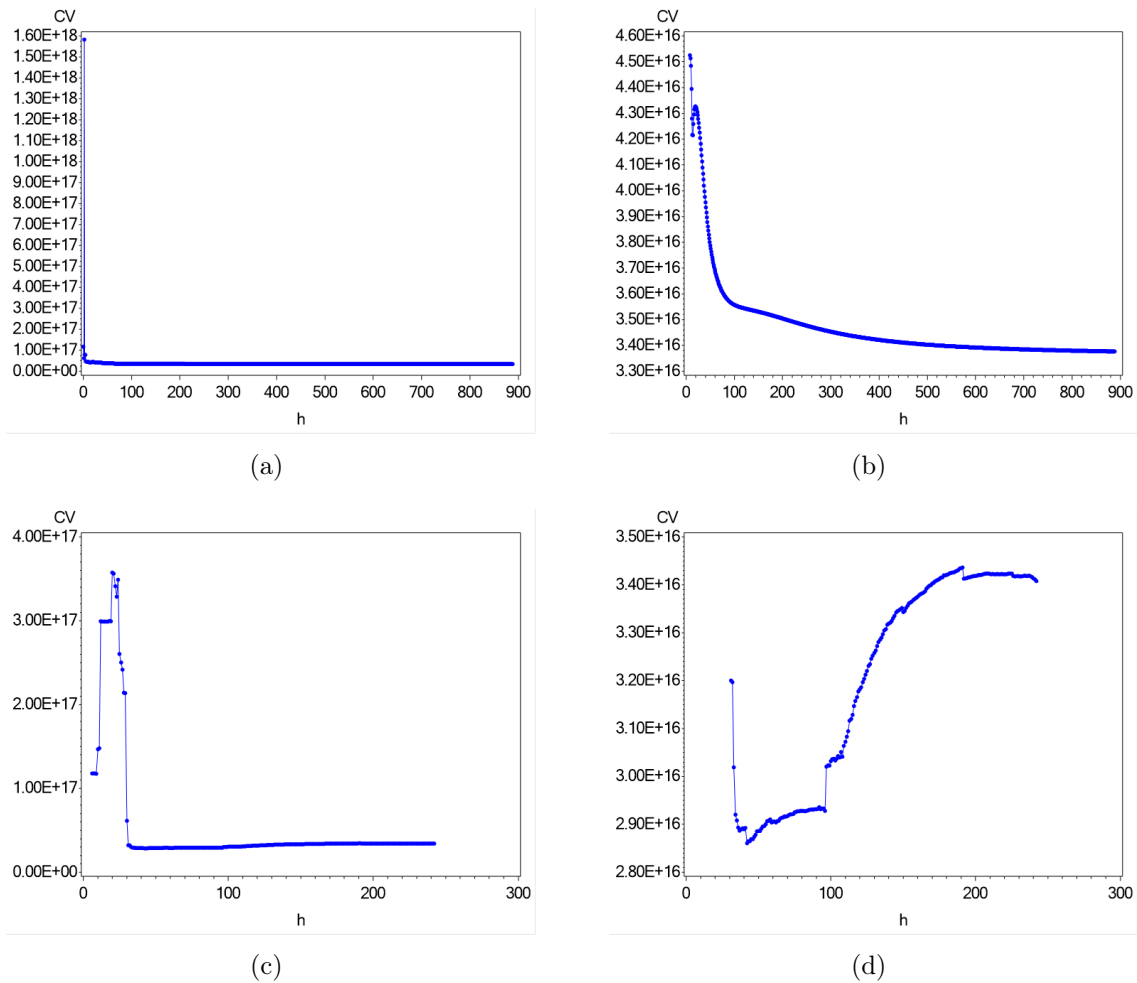 CV
1.60E+18
1.50E+18
1.40E+18
1.30E+18
1.20E+18
1.10E+18
1.00E+18
9.00E+17
8.00E+17
7.00E+17
6.00E+17
5.00E+17
4.00E+17
3.00E+17
2.00E+17
1.00E+17
0.00E+00
0 100 200 300 400 500 600 700 800 900
h
(a)
CV
4.60E+16
4.50E+16
4.40E+16
4.30E+16
4.20E+16
4.10E+16
4.00E+16
3.90E+16
3.80E+16
3.70E+16
3.60E+16
3.50E+16
3.40E+16
3.30E+16
0 100 200 300 400 500 600 700 800 900
h
(b)
CV
4.00E+17
3.00E+17
2.00E+17
1.00E+17
0.00E+00
0 100 200 300
h
(c)
CV
3.50E+16
3.40E+16
3.30E+16
3.20E+16
3.10E+16
3.00E+16
2.90E+16
2.80E+16
0 100 200 300
h
(d)